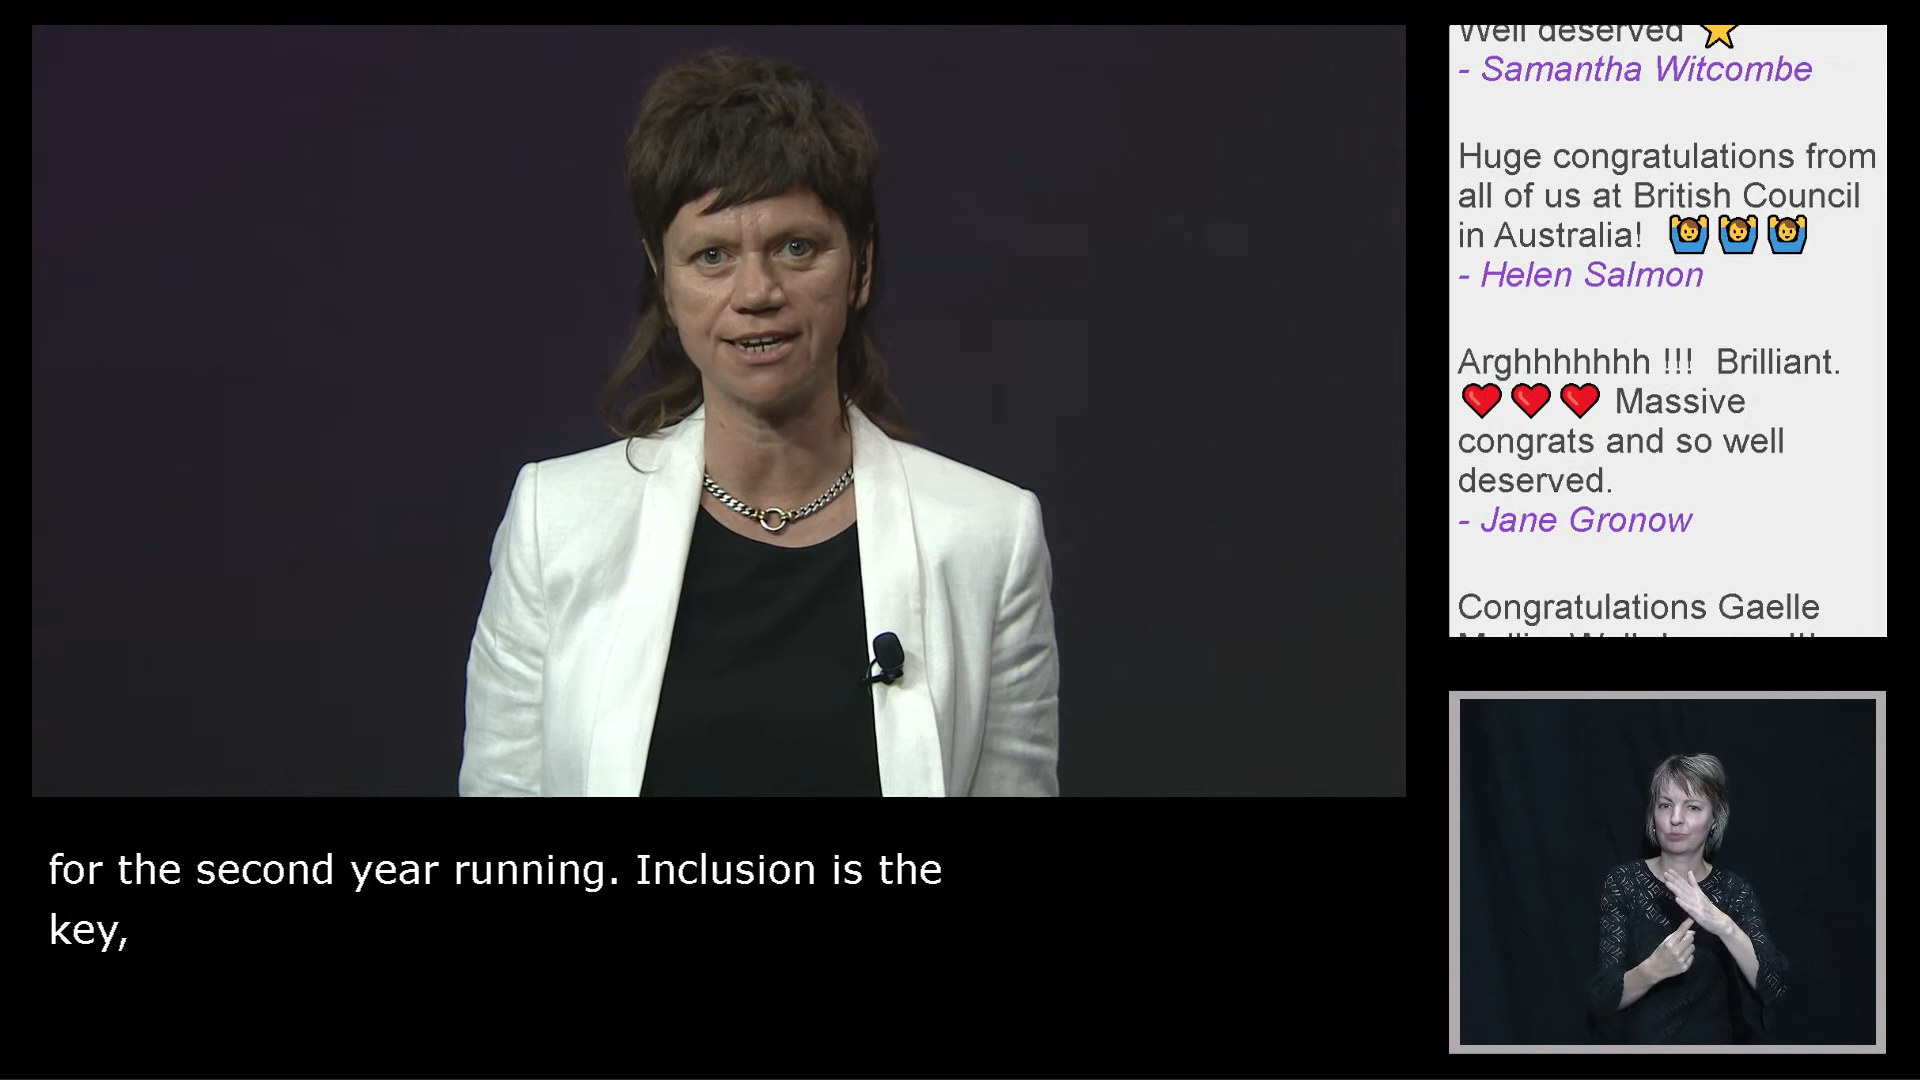 Well deserved ⭐
- Samantha Witcombe
Huge congratulations from
all of us at British Council
in Australia! 🙋🙋🙋
- Helen Salmon
Arghhhhhhh !!! Brilliant.
❤️❤️❤️ Massive
congrats and so well
deserved.
- Jane Gronow
Congratulations Gaelle
for the second year running. Inclusion is the
key,